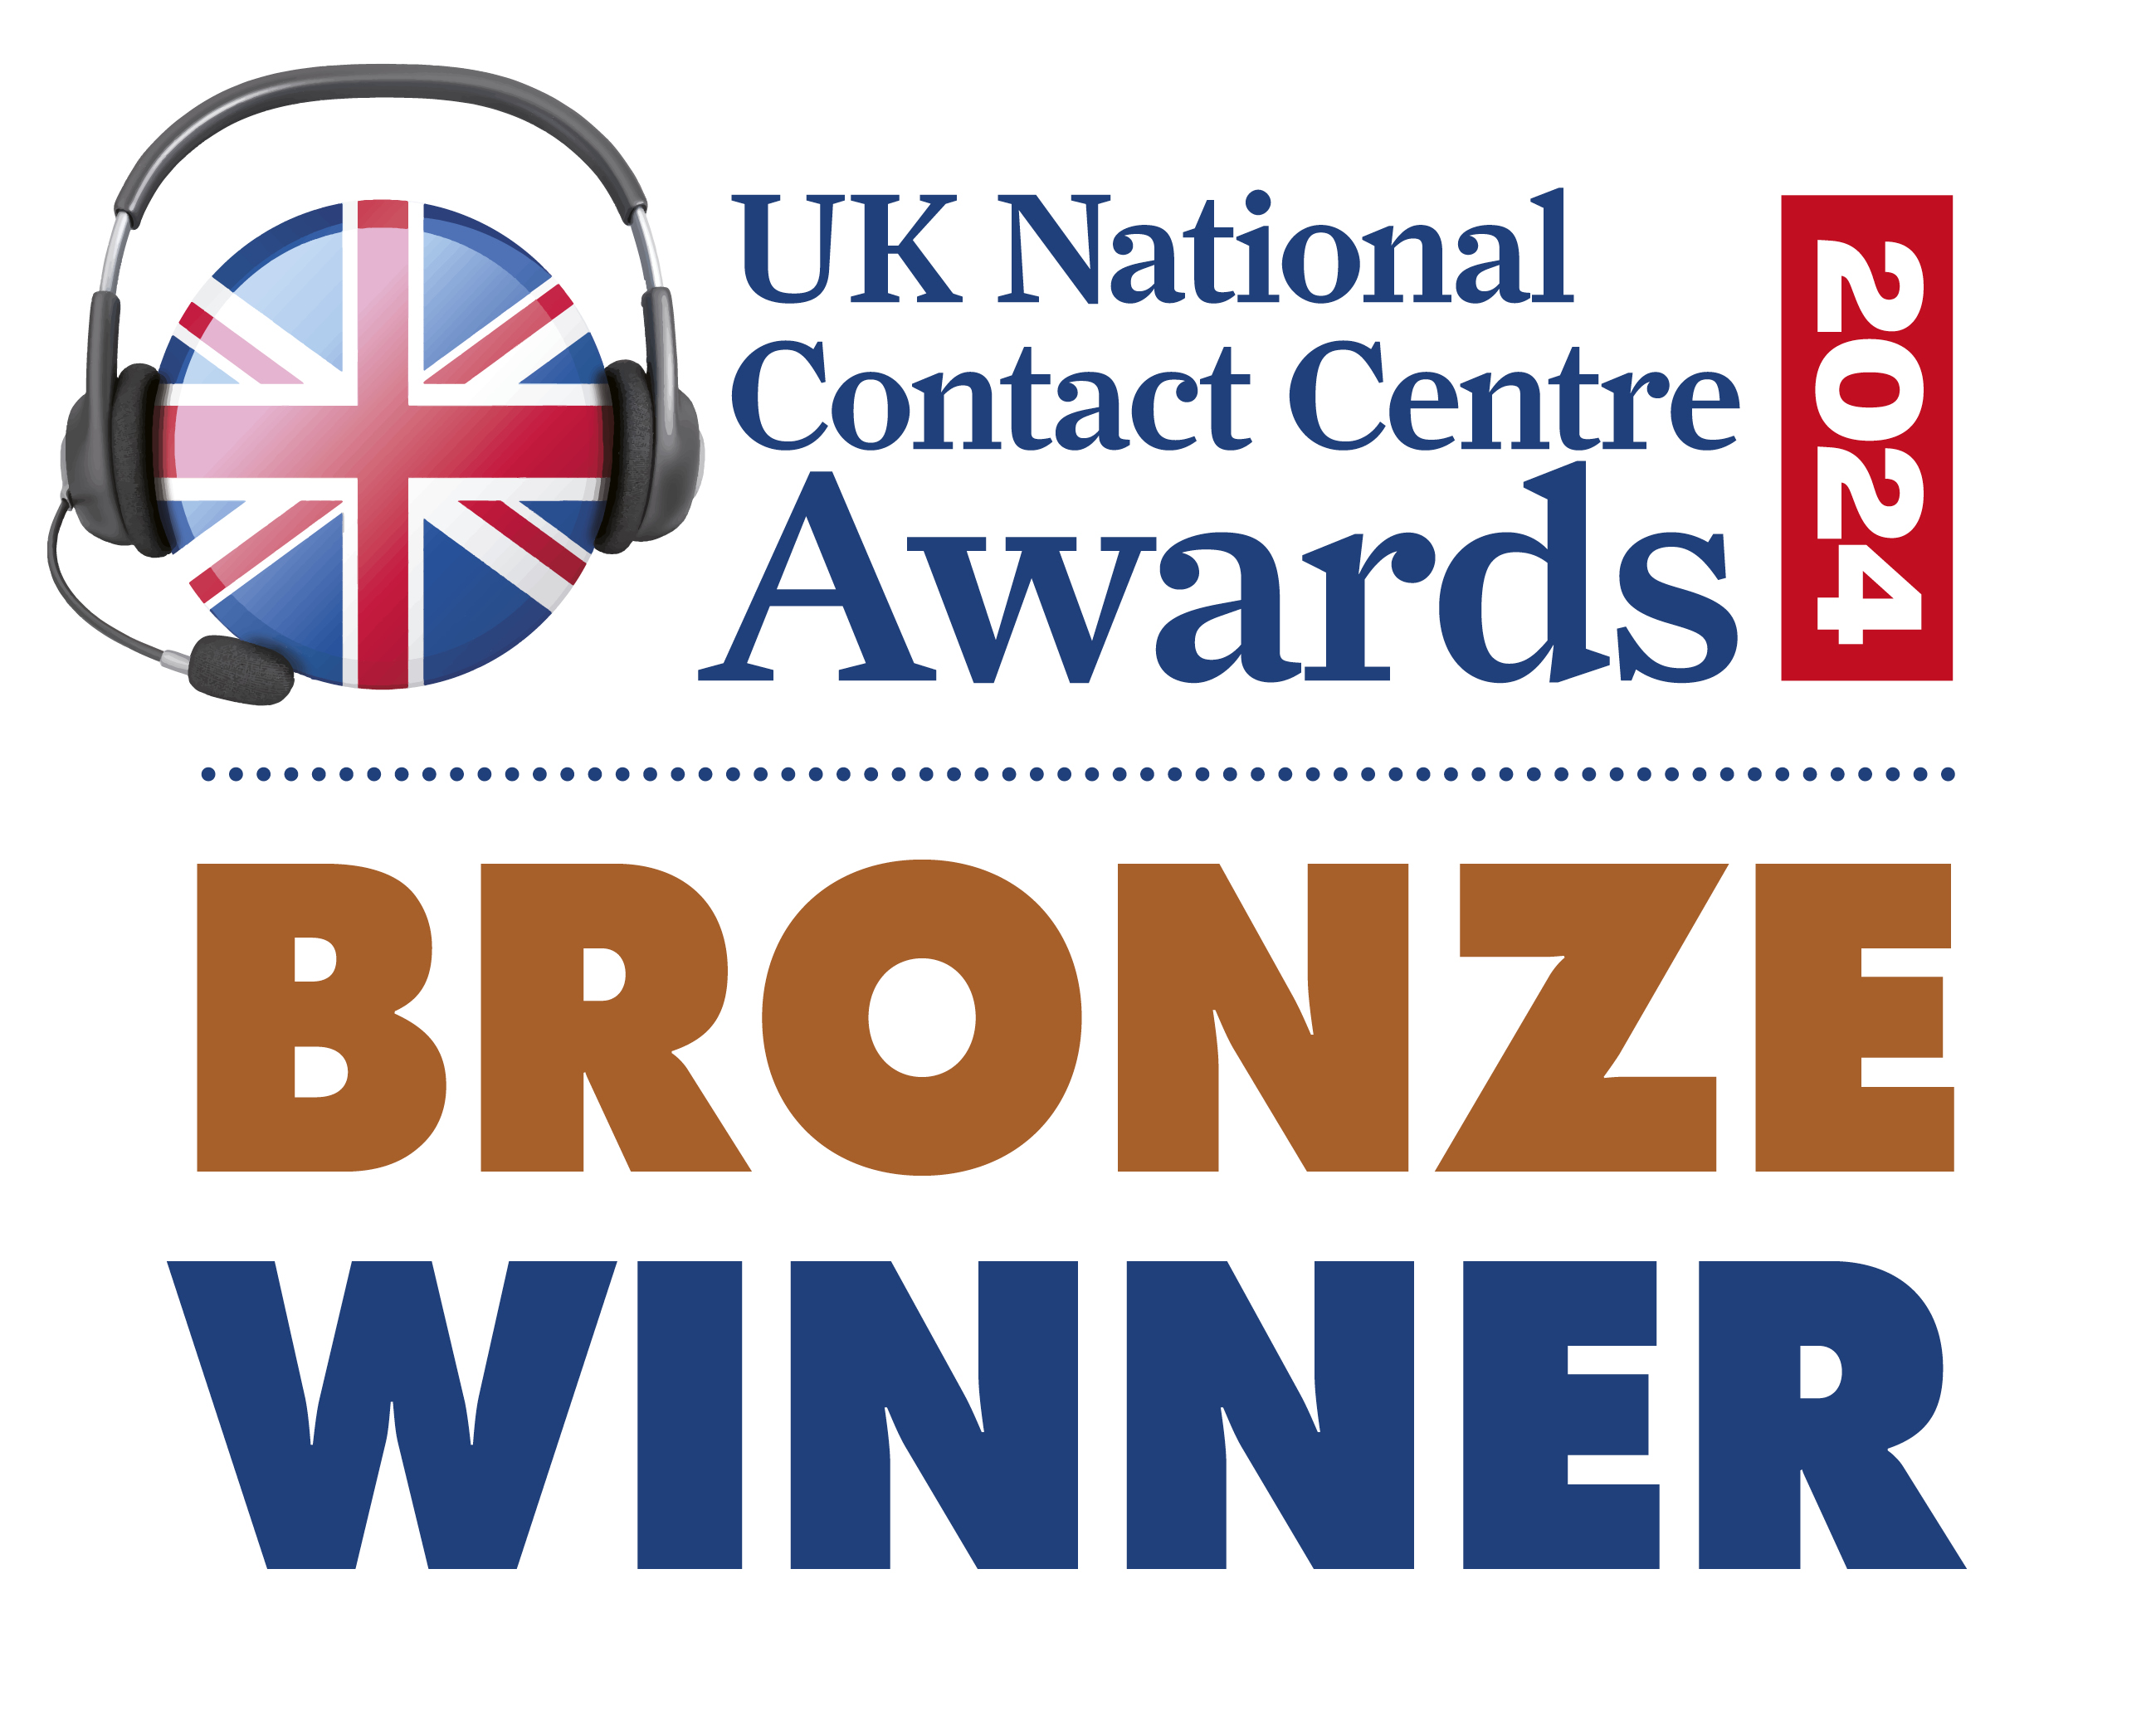 UK National
Contact Centre
Awards
2024
BRONZE
WINNER